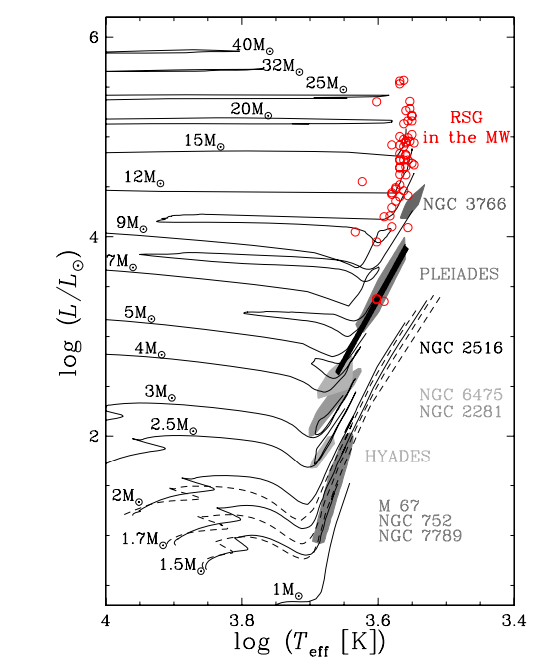 6
40M⊙
32M⊙
25M⊙
20M⊙
RSG
in the MW
15M⊙
12M⊙
NGC 3766
9M⊙
4
7M⊙
PLEIADES
5M⊙
NGC 2516
4M⊙
3M⊙
NGC 6475
NGC 2281
2.5M⊙
2
HYADES
2M⊙
M 67
NGC 752
NGC 7789
1.7M⊙
1.5M⊙
1M⊙
4
3.8
3.6
3.4
log (L/L⊙)
log (Teff [K])